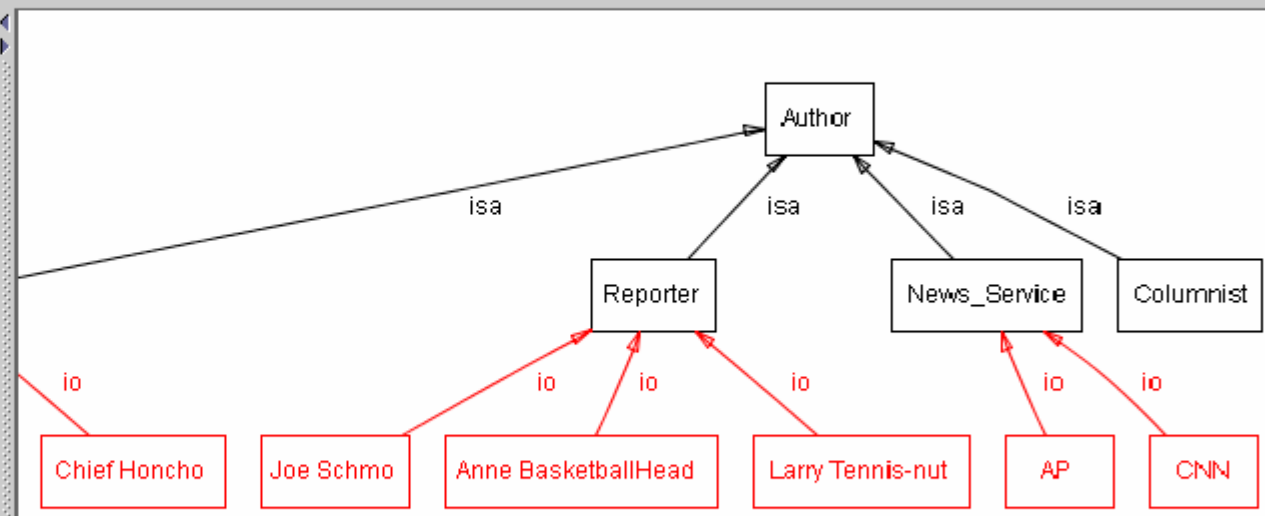 Author
isa isa isa isa
Reporter News_Service Columnist
io io io io io io
Chief Honcho Joe Schmo Anne BasketballHead Larry Tennis-nut AP CNN